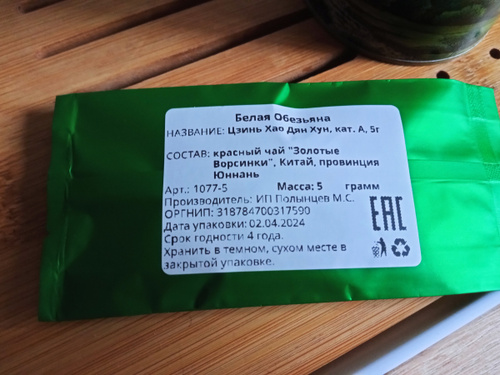 Белая Обезьяна
НАЗВАНИЕ: Цзинь Хао Дян Хун, кат. А, 5г
СОСТАВ: красный чай "Золотые
Ворсинки", Китай, провинция
Юннань
Арт.: 1077-5 Масса: 5 грамм
Производитель: ИП Полынцев М.С.
ОРГНИП: 318784700317590
Дата упаковки: 02.04.2024
Срок годности 4 года.
Хранить в темном, сухом месте в
закрытой упаковке.
EAC